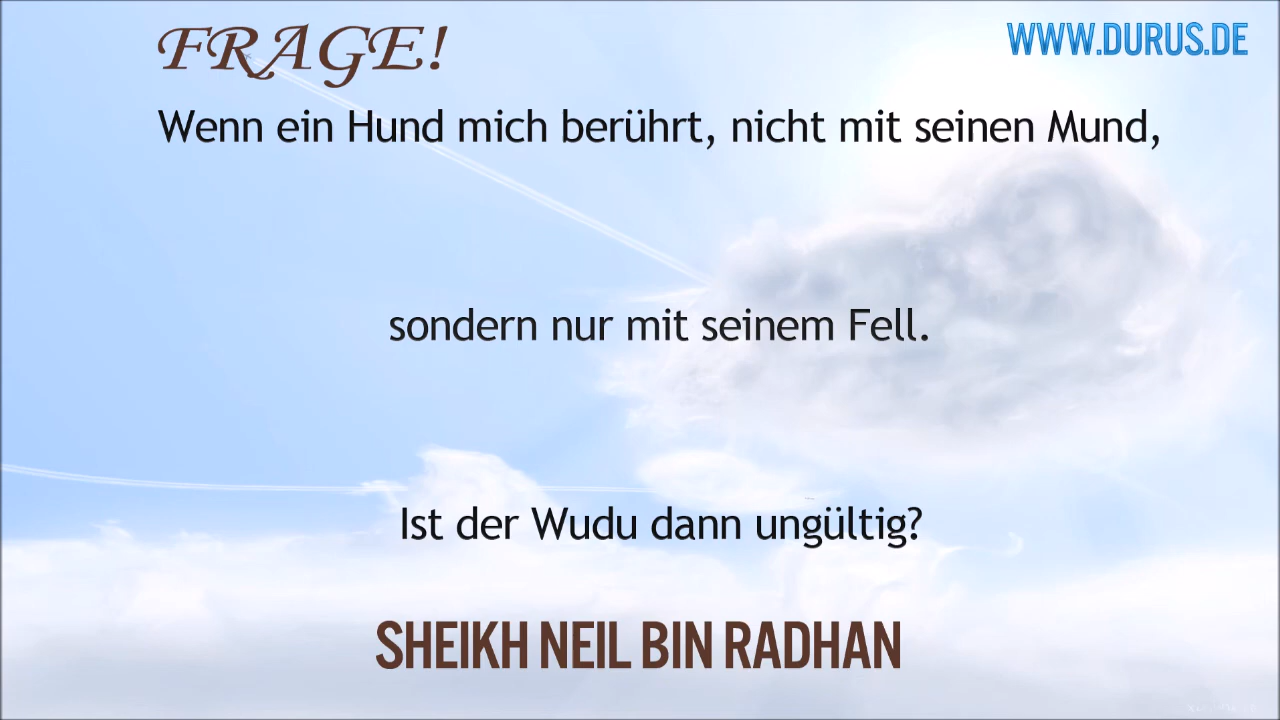 FRAGE!
WWW.DURUS.DE
Wenn ein Hund mich berührt, nicht mit seinen Mund,
sondern nur mit seinem Fell.
Ist der Wudu dann ungültig?
SHEIKH NEIL BIN RADHAN